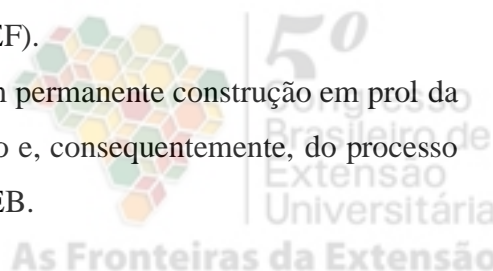 EF).
permanente construção em prol da
o e, consequentemente, do processo
EB.
5º
Congresso
Brasileiro de
Extensão
Universitária
As Fronteiras da Extensão